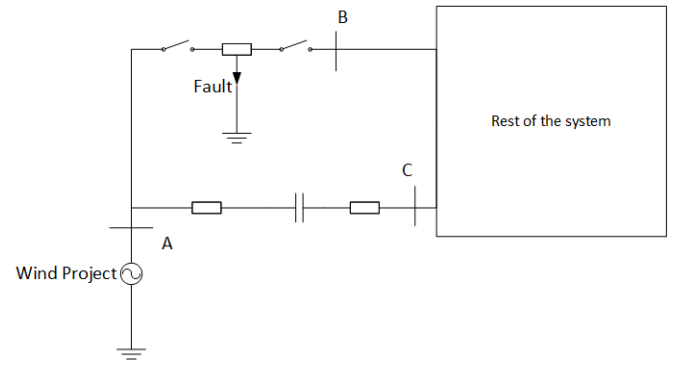 B
Fault
Rest of the system
C
A
Wind Project